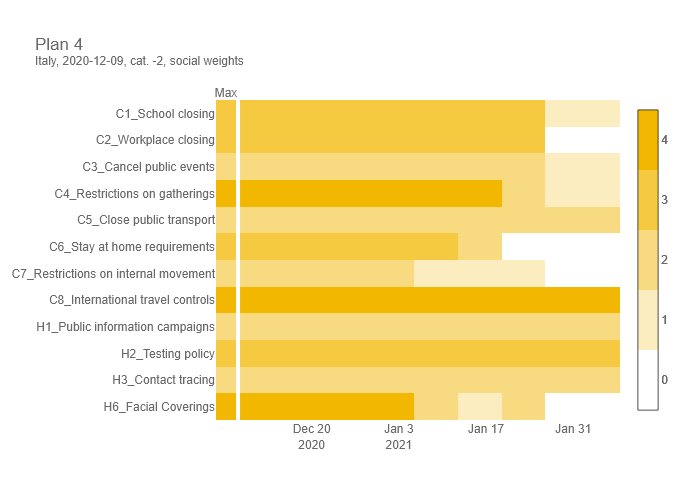 Plan 4
Italy, 2020-12-09, cat. -2, social weights
Max
C1_School closing
C2_Workplace closing
C3_Cancel public events
C4_Restrictions on gatherings
C5_Close public transport
C6_Stay at home requirements
C7_Restrictions on internal movement
C8_International travel controls
H1_Public information campaigns
H2_Testing policy
H3_Contact tracing
H6_Facial Coverings
Dec 20 Jan 3 Jan 17 Jan 31
2020 2021
4
3
2
1
0